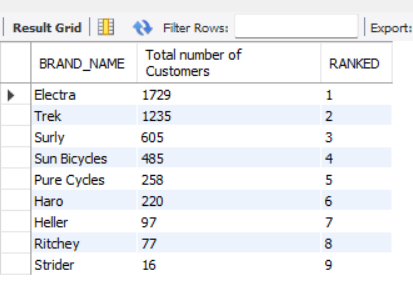 Result Grid Filter Rows: Export:
BRAND_NAME Total number of Customers RANKED
Electra 1729 1
Trek 1235 2
Surly 605 3
Sun Bicycles 485 4
Pure Cycles 258 5
Haro 220 6
Heller 97 7
Ritchey 77 8
Strider 16 9